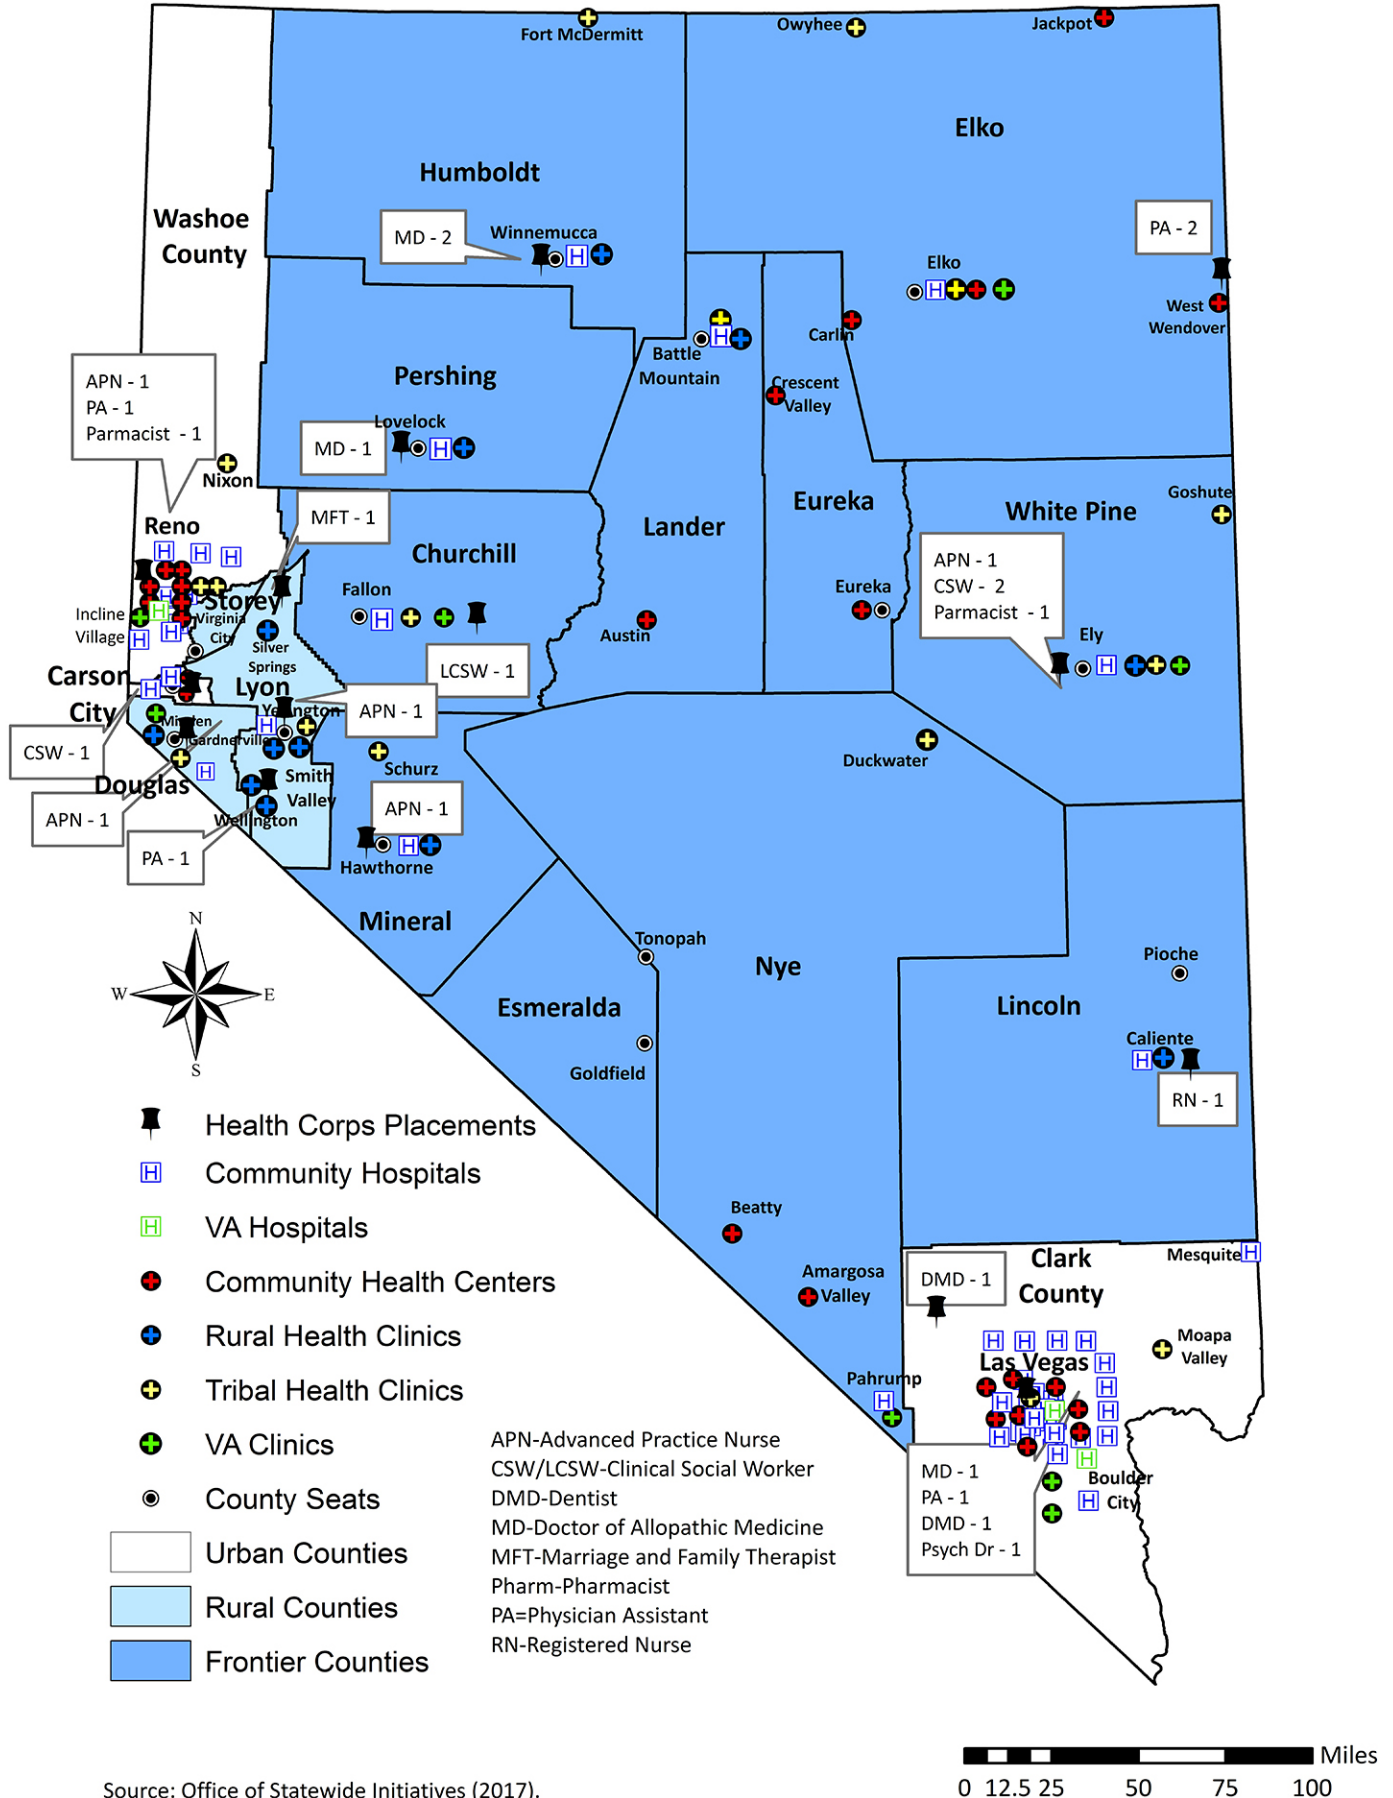 Fort McDermitt
Owyhee
Jackpot
Elko
Humboldt
Washoe
County
PA - 2
MD - 2
Winnemucca
H
Elko
H
West
Wendover
Carlin
H
Battle
Mountain
Crescent
Valley
Pershing
APN - 1
PA - 1
Parmacist - 1
Lovelock
MD - 1
H
Nixon
Goshute
Eureka
White Pine
MFT - 1
Lander
Reno
H H H
Churchill
APN - 1
CSW - 2
Parmacist - 1
Fallon
H
Eureka
Storey
Incline
Village
H
H
H
H
Virginia
City
Silver
Springs
Austin
Ely
H
LCSW - 1
Carson
City
H
H
Lyon
Yerington
H
APN - 1
Minden
Gardnerville
CSW - 1
Schurz
Duckwater
H
Douglas
Smith
Valley
APN - 1
APN - 1
Wellington
PA - 1
H
Hawthorne
Mineral
N
W E
S
Tonopah
Nye
Pioche
Esmeralda
Lincoln
Goldfield
Caliente
H
RN - 1
Beatty
Amargosa
Valley
Clark
County
Mesquite H
DMD - 1
H H H H
Las Vegas
H
Moapa
Valley
Pahrump
H
H
H
H
H
H
H
H
H
H
H
H
Boulder
City
H
MD - 1
PA - 1
DMD - 1
Psych Dr - 1
Health Corps Placements
H Community Hospitals
H VA Hospitals
Community Health Centers
Rural Health Clinics
Tribal Health Clinics
VA Clinics
County Seats
Urban Counties
Rural Counties
Frontier Counties
APN-Advanced Practice Nurse
CSW/LCSW-Clinical Social Worker
DMD-Dentist
MD-Doctor of Allopathic Medicine
MFT-Marriage and Family Therapist
Pharm-Pharmacist
PA=Physician Assistant
RN-Registered Nurse
Miles
0 12.5 25 50 75 100
Source: Office of Statewide Initiatives (2017).